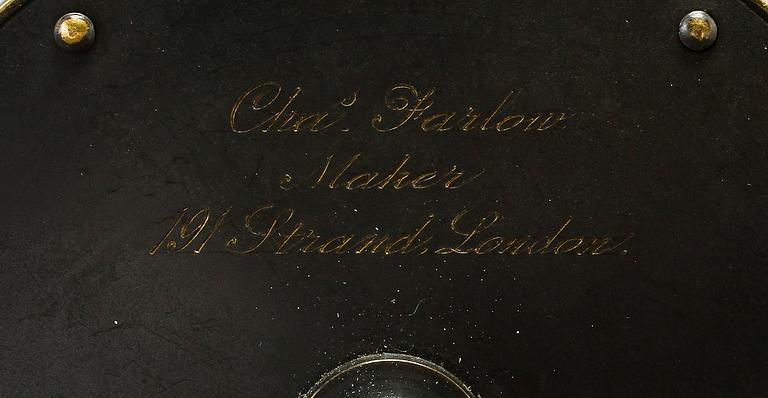 Chas. Farlow
Maker
191 Strand, London.